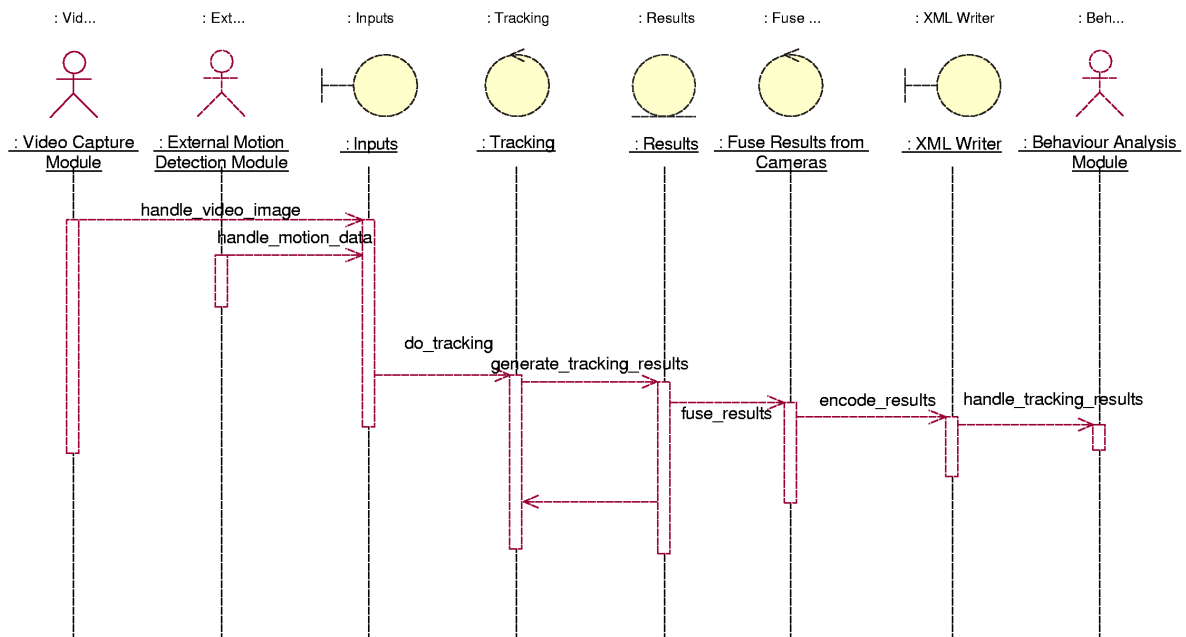 : Vid...
: Ext...
: Inputs
: Tracking
: Results
: Fuse ...
: XML Writer
: Beh...
: Video Capture
Module
: External Motion
Detection Module
: Inputs
: Tracking
: Results
: Fuse Results from
Cameras
: XML Writer
: Behaviour Analysis
Module
handle_video_image
handle_motion_data
do_tracking
generate_tracking_results
fuse_results
encode_results
handle_tracking_results